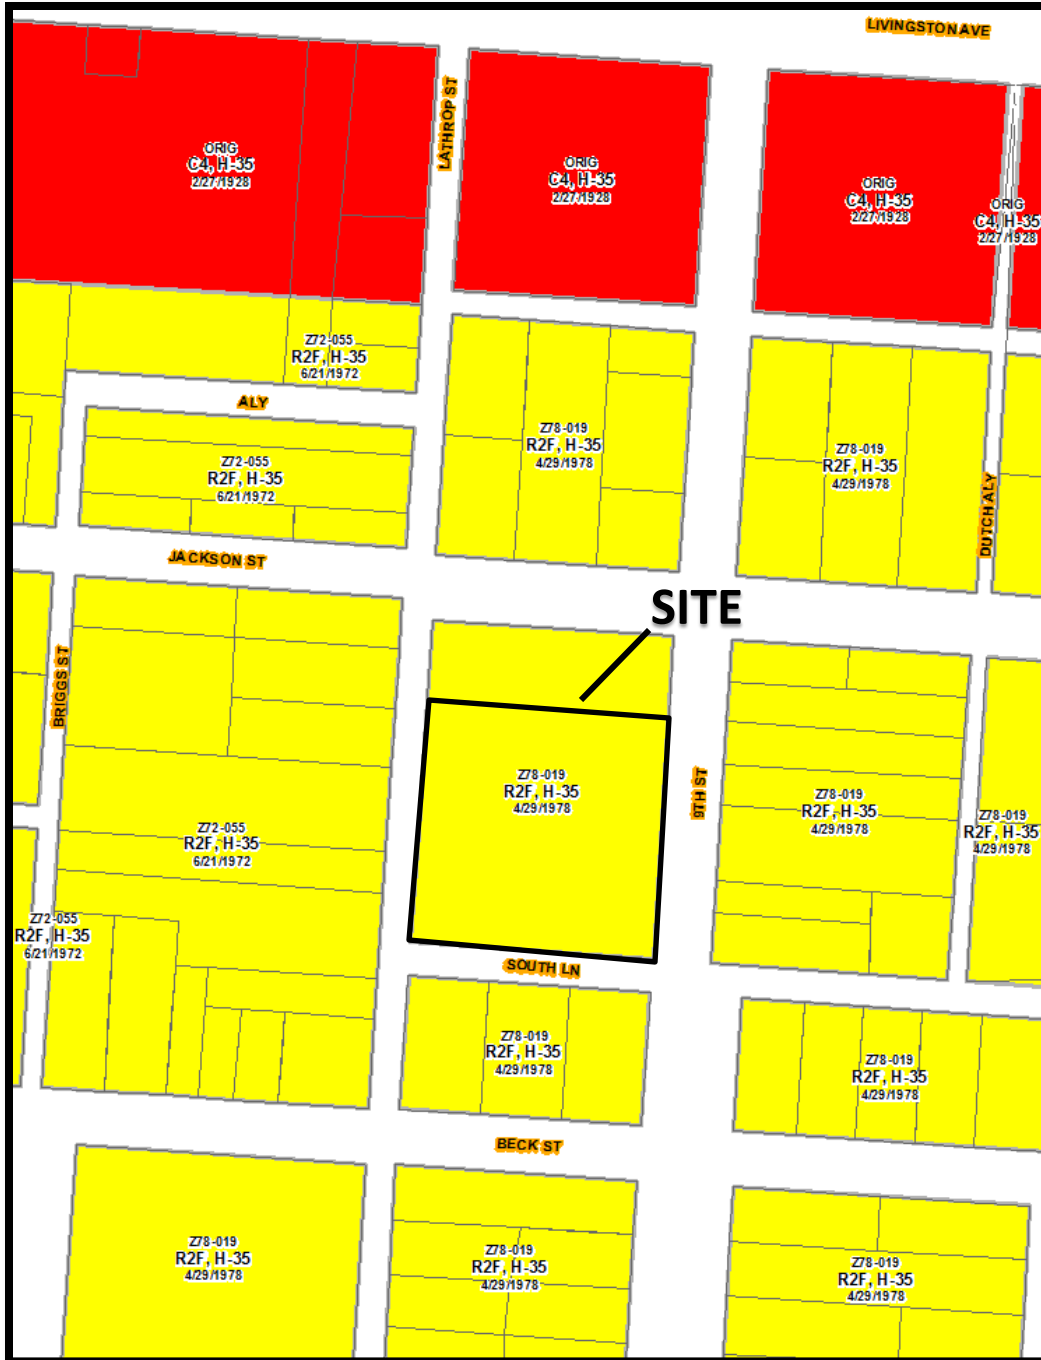 LIVINGSTON AVE
LATHROP ST
ORIG
C4, H-35
2/27/1928
ORIG
C4, H-35
2/27/1928
ORIG
C4, H-35
2/27/1928
ORIG
C4, H-35
2/27/1928
Z72-055
R2F, H-35
6/21/1972
ALY
Z78-019
R2F, H-35
4/29/1978
Z78-019
R2F, H-35
4/29/1978
Z72-055
R2F, H-35
6/21/1972
DUTCH ALY
JACKSON ST
SITE
BRIGGS ST
9TH ST
Z78-019
R2F, H-35
4/29/1978
Z78-019
R2F, H-35
4/29/1978
Z78-019
R2F, H-35
4/29/1978
Z72-055
R2F, H-35
6/21/1972
Z72-055
R2F, H-35
6/21/1972
SOUTH LN
Z78-019
R2F, H-35
4/29/1978
Z78-019
R2F, H-35
4/29/1978
BECK ST
Z78-019
R2F, H-35
4/29/1978
Z78-019
R2F, H-35
4/29/1978
Z78-019
R2F, H-35
4/29/1978